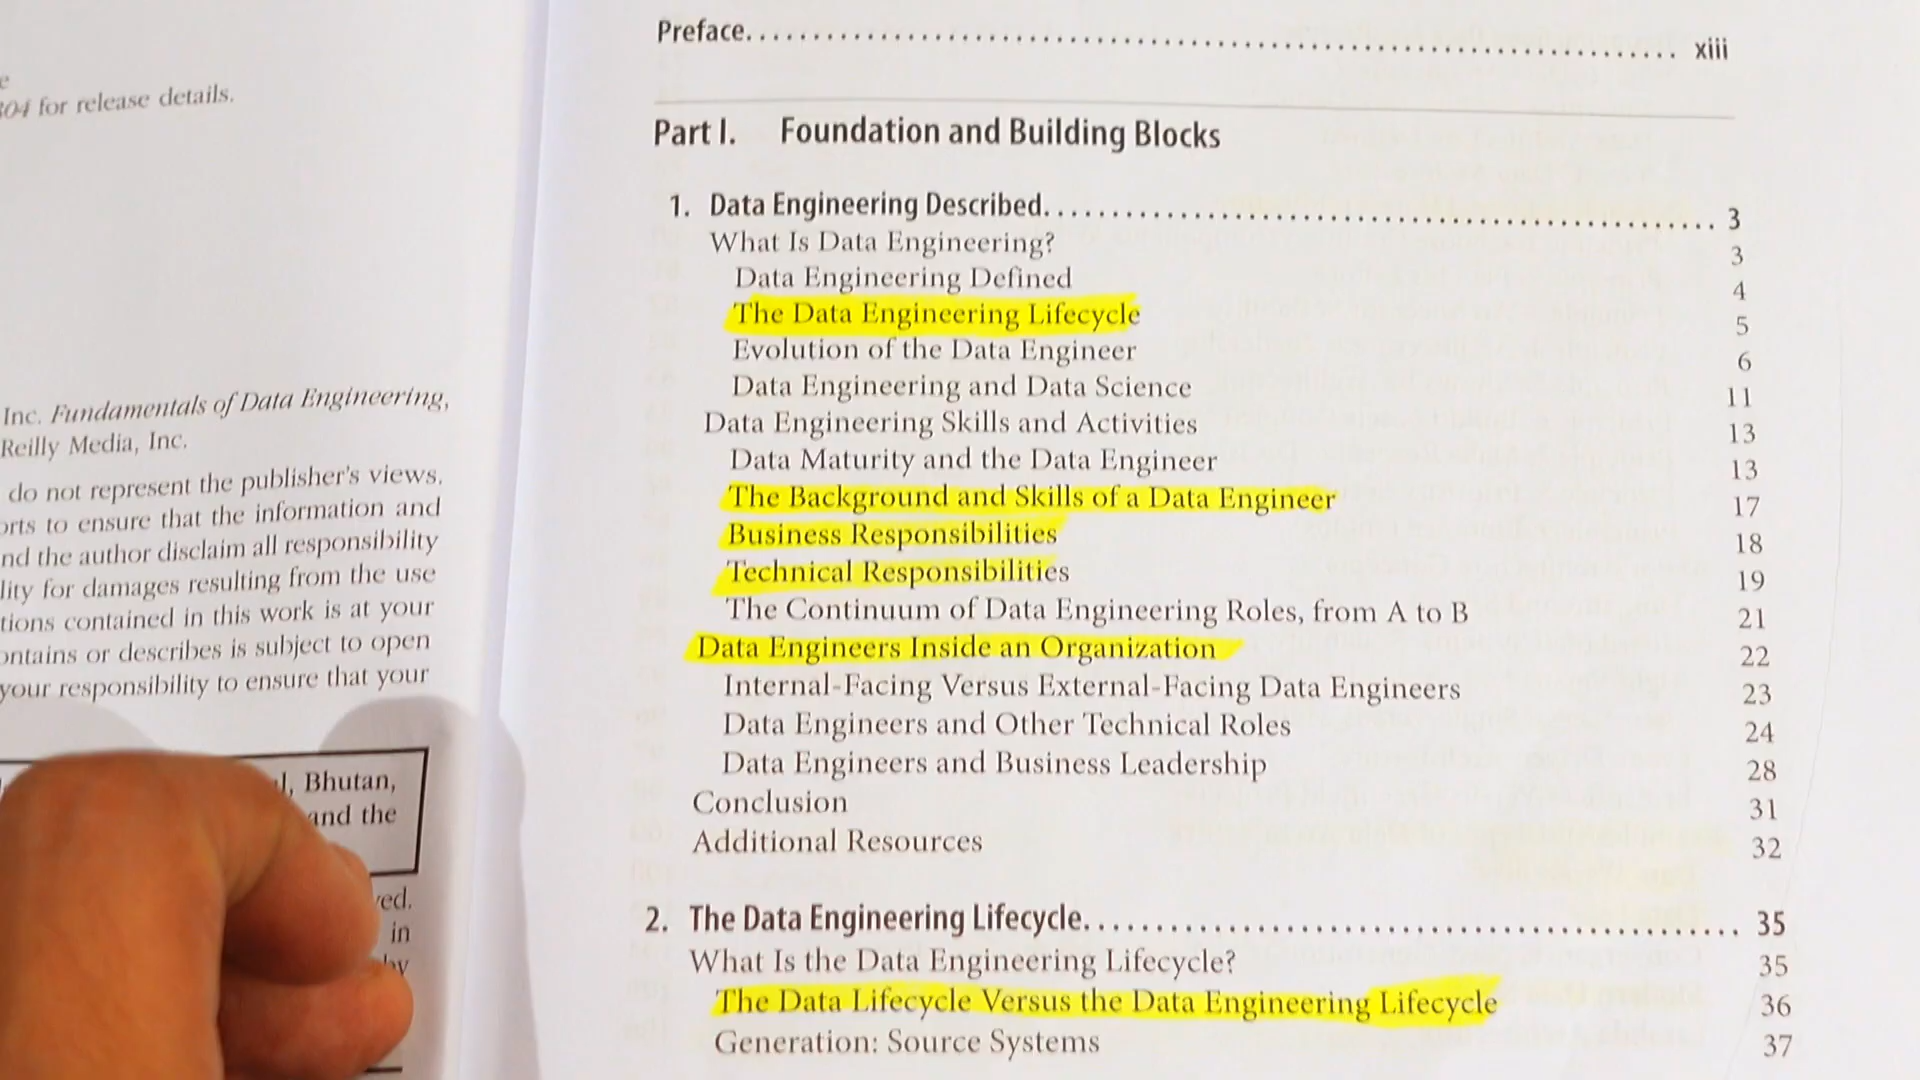 304 for release details.
Inc. Fundamentals of Data Engineering,
Reilly Media, Inc.
do not represent the publisher's views.
to ensure that the information and
the author disclaim all responsibility
for damages resulting from the use
contained in this work is at your
or describes is subject to open
your responsibility to ensure that your
Bhutan,
and the
in
by
Preface. xiii
Part I. Foundation and Building Blocks
1. Data Engineering Described. 3
What Is Data Engineering? 3
Data Engineering Defined 4
The Data Engineering Lifecycle 5
Evolution of the Data Engineer 6
Data Engineering and Data Science 11
Data Engineering Skills and Activities 13
Data Maturity and the Data Engineer 13
The Background and Skills of a Data Engineer 17
Business Responsibilities 18
Technical Responsibilities 19
The Continuum of Data Engineering Roles, from A to B 21
Data Engineers Inside an Organization 22
Internal-Facing Versus External-Facing Data Engineers 23
Data Engineers and Other Technical Roles 24
Data Engineers and Business Leadership 28
Conclusion 31
Additional Resources 32
2. The Data Engineering Lifecycle. 35
What Is the Data Engineering Lifecycle? 35
The Data Lifecycle Versus the Data Engineering Lifecycle 36
Generation: Source Systems 37